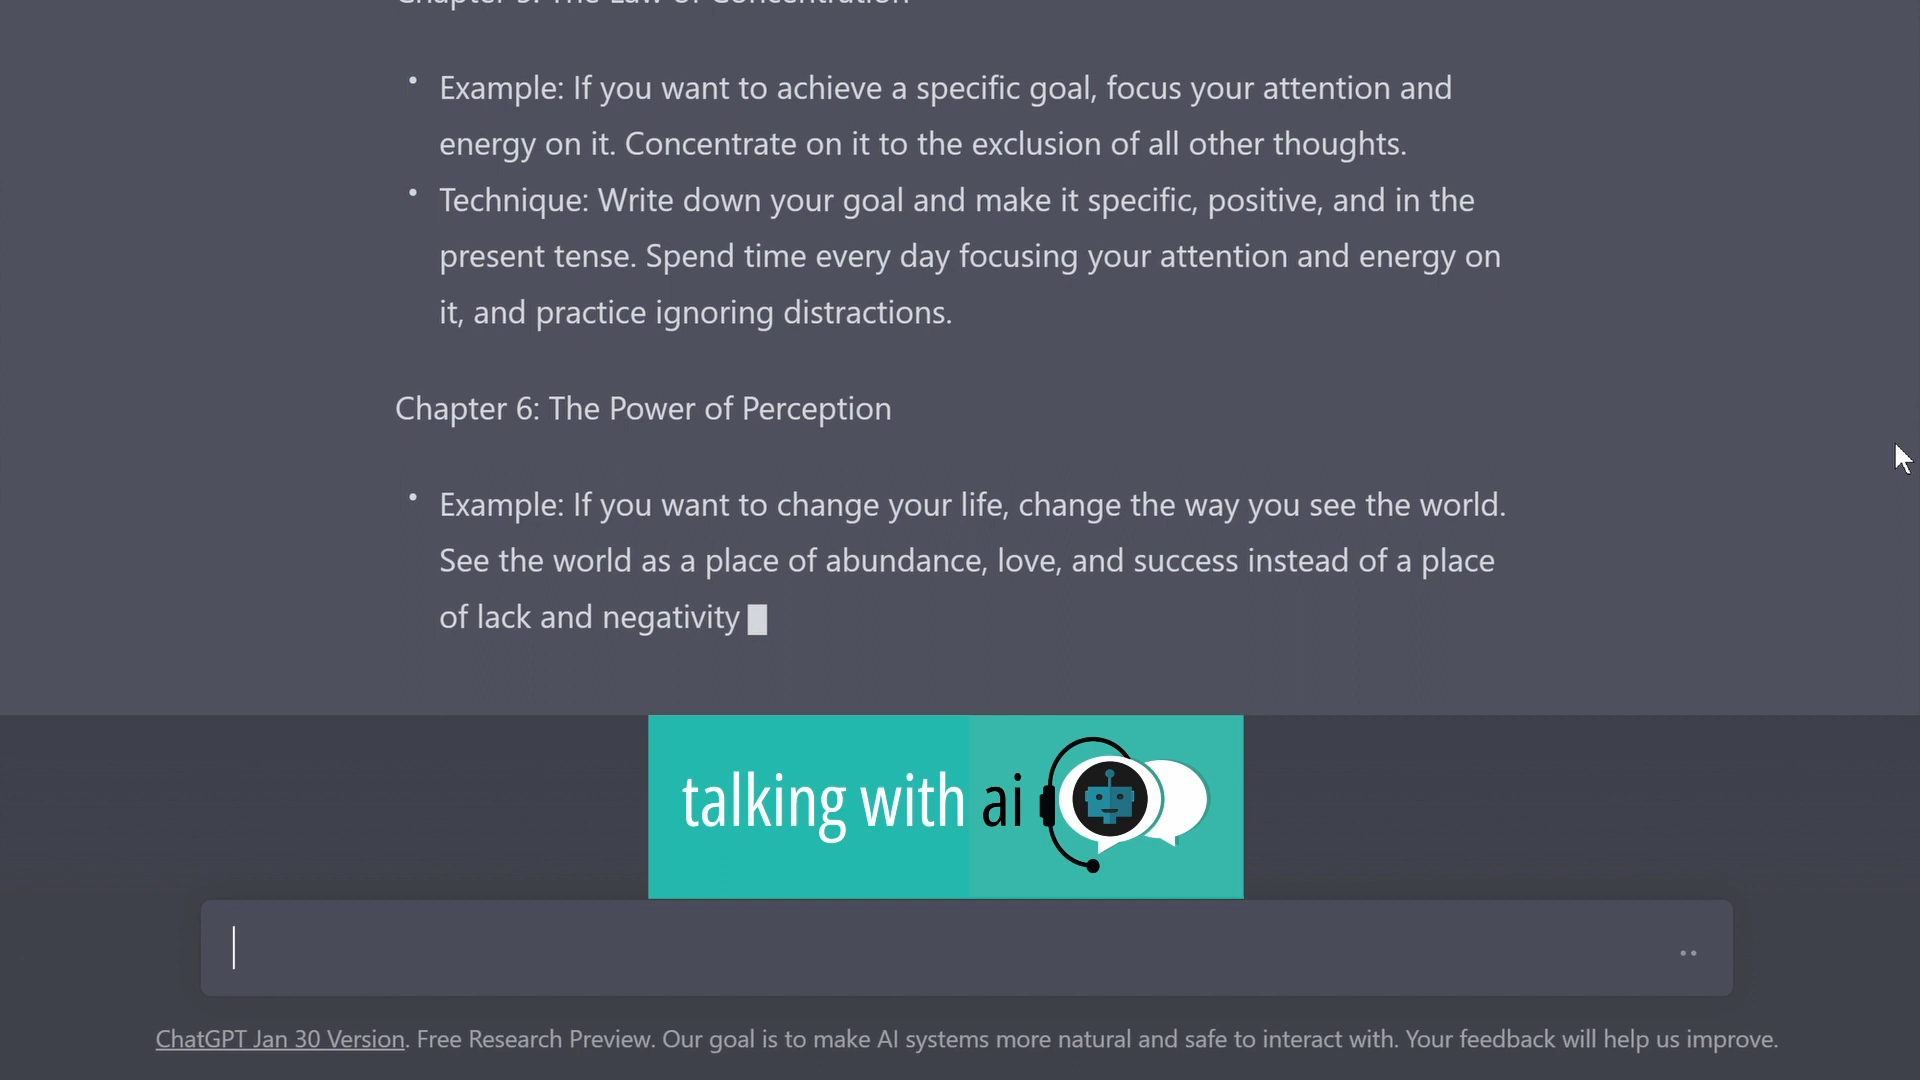 Chapter 5: The Law of Concentration
• Example: If you want to achieve a specific goal, focus your attention and
energy on it. Concentrate on it to the exclusion of all other thoughts.
• Technique: Write down your goal and make it specific, positive, and in the
present tense. Spend time every day focusing your attention and energy on
it, and practice ignoring distractions.
Chapter 6: The Power of Perception
• Example: If you want to change your life, change the way you see the world.
See the world as a place of abundance, love, and success instead of a place
of lack and negativity
talking with ai
ChatGPT Jan 30 Version. Free Research Preview. Our goal is to make AI systems more natural and safe to interact with. Your feedback will help us improve.